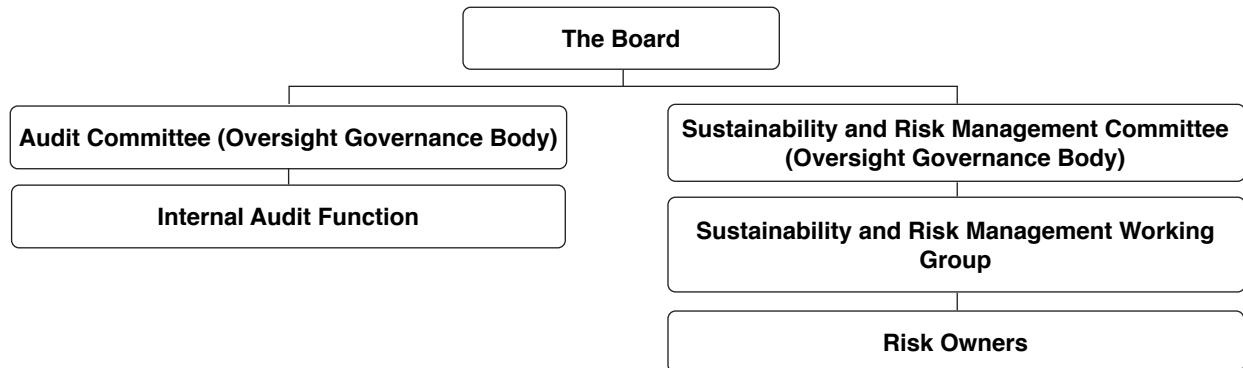 The Board
Audit Committee (Oversight Governance Body)
Internal Audit Function
Sustainability and Risk Management Committee
(Oversight Governance Body)
Sustainability and Risk Management Working
Group
Risk Owners